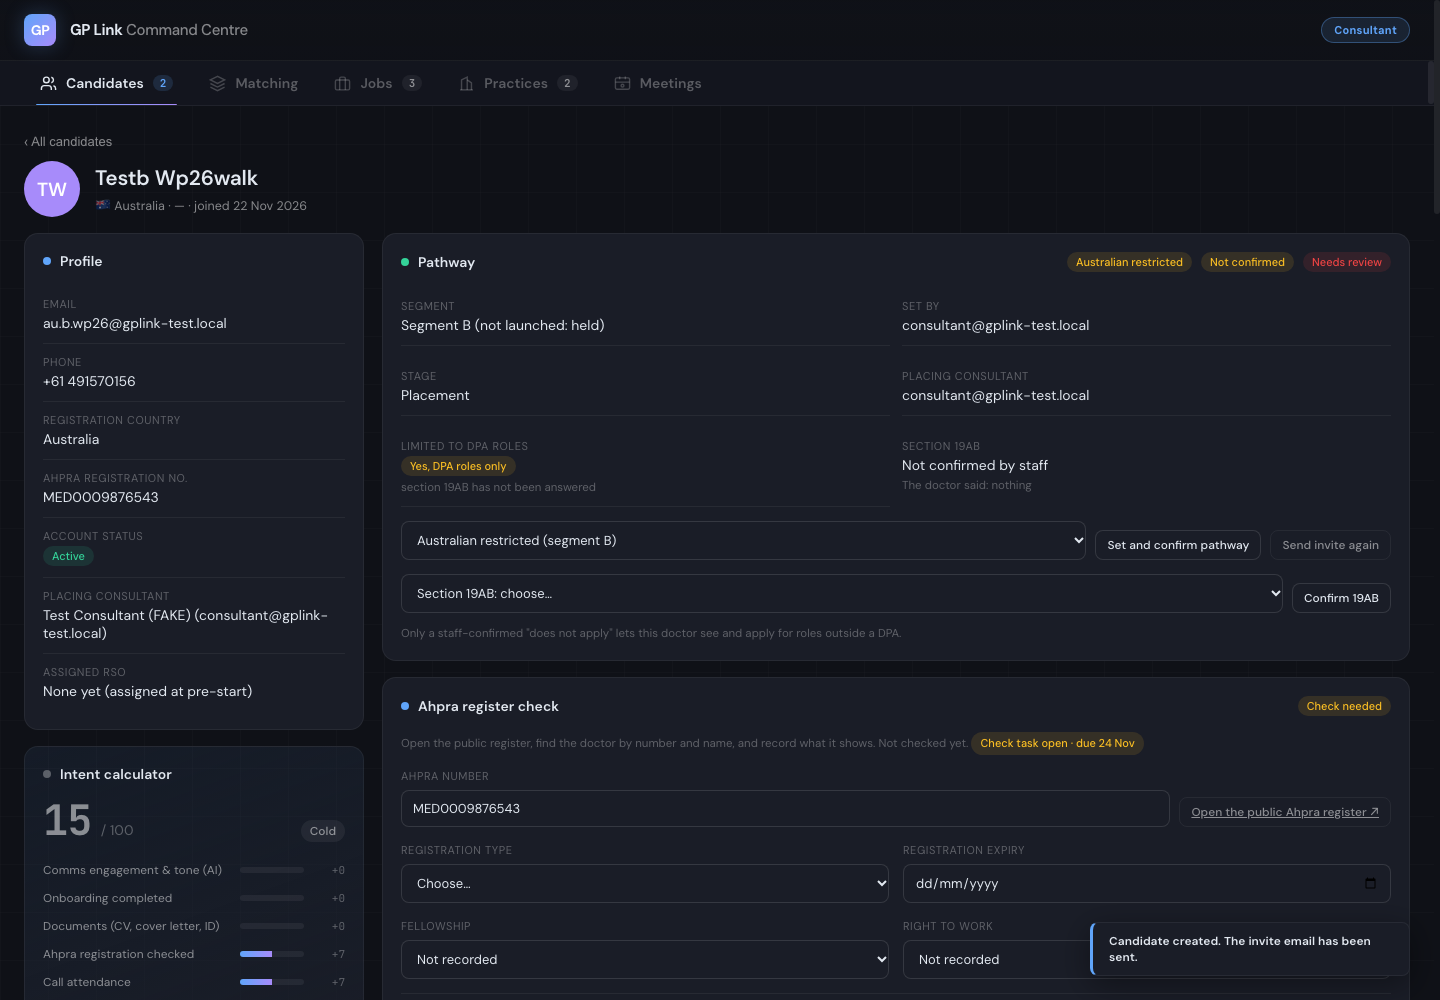 GP
GP Link Command Centre
Consultant
Candidates 2
Matching
Jobs 3
Practices 2
Meetings
‹ All candidates
TW
Testb Wp26walk
Australia · — · joined 22 Nov 2026
Profile
EMAIL
au.b.wp26@gplink-test.local
PHONE
+61 491570156
REGISTRATION COUNTRY
Australia
AHPRA REGISTRATION NO.
MED0009876543
ACCOUNT STATUS
Active
PLACING CONSULTANT
Test Consultant (FAKE) (consultant@gplink-
test.local)
ASSIGNED RSO
None yet (assigned at pre-start)
Intent calculator
15 / 100
Cold
Comms engagement & tone (AI) +0
Onboarding completed +0
Documents (CV, cover letter, ID) +0
Ahpra registration checked +7
Call attendance +7
Pathway
Australian restricted
Not confirmed
Needs review
SEGMENT
Segment B (not launched: held)
SET BY
consultant@gplink-test.local
STAGE
Placement
PLACING CONSULTANT
consultant@gplink-test.local
LIMITED TO DPA ROLES
Yes, DPA roles only
section 19AB has not been answered
SECTION 19AB
Not confirmed by staff
The doctor said: nothing
Australian restricted (segment B)
Set and confirm pathway
Send invite again
Section 19AB: choose...
Confirm 19AB
Only a staff-confirmed "does not apply" lets this doctor see and apply for roles outside a DPA.
Ahpra register check
Check needed
Open the public register, find the doctor by number and name, and record what it shows. Not checked yet. Check task open · due 24 Nov
AHPRA NUMBER
MED0009876543
Open the public Ahpra register ↗
REGISTRATION TYPE
Choose...
REGISTRATION EXPIRY
dd/mm/yyyy
FELLOWSHIP
Not recorded
RIGHT TO WORK
Not recorded
Candidate created. The invite email has been
sent.